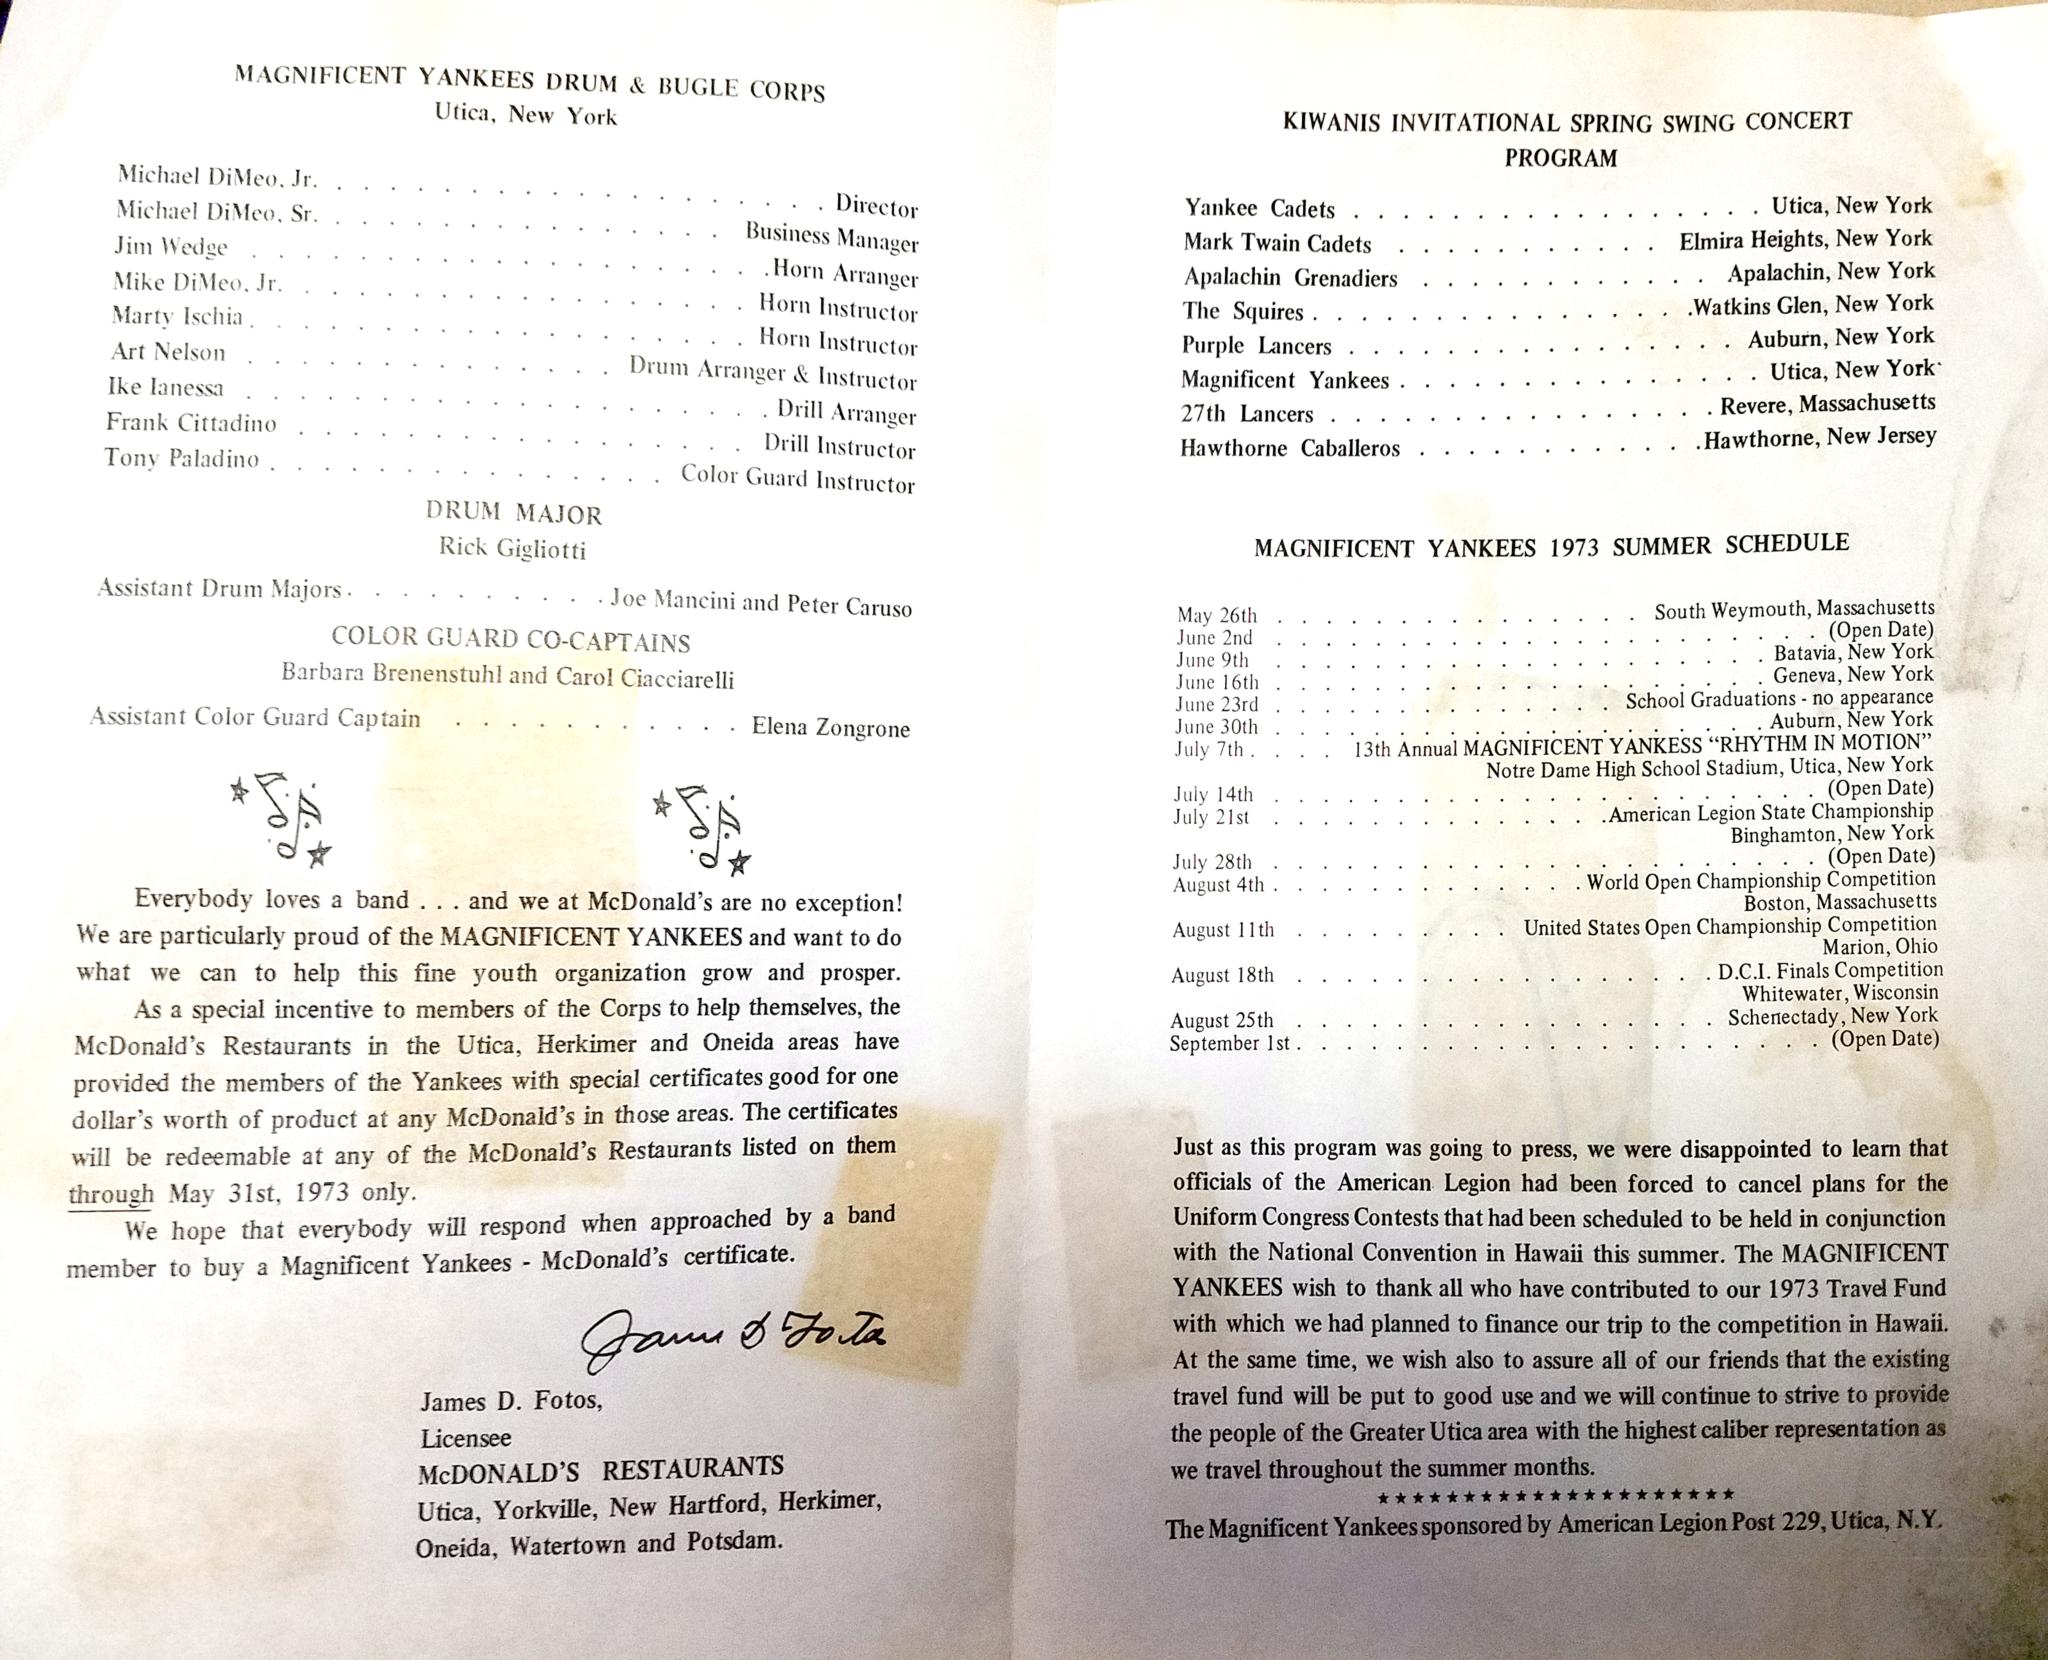 MAGNIFICENT YANKEES DRUM & BUGLE CORPS
Utica, New York
Michael DiMeo, Jr. . . . . . . . . . . . . . . . . . . . Director
Michael DiMeo, Sr. . . . . . . . . . . . . . . . . Business Manager
Jim Wedge . . . . . . . . . . . . . . . . . . . . Horn Arranger
Mike DiMeo, Jr. . . . . . . . . . . . . . . . . . Horn Instructor
Marty Ischia . . . . . . . . . . . . . . . . . . . Horn Instructor
Art Nelson . . . . . . . . . . . . . . . Drum Arranger & Instructor
Ike Ianessa . . . . . . . . . . . . . . . . . . . . Drill Arranger
Frank Cittadino . . . . . . . . . . . . . . . . . Drill Instructor
Tony Paladino . . . . . . . . . . . . . . . Color Guard Instructor
DRUM MAJOR
Rick Gigliotti
Assistant Drum Majors . . . . . . . . . . Joe Mancini and Peter Caruso
COLOR GUARD CO-CAPTAINS
Barbara Brenenstuhl and Carol Ciacciarelli
Assistant Color Guard Captain . . . . . . . . . . . Elena Zongrone
Everybody loves a band . . . and we at McDonald's are no exception!
We are particularly proud of the MAGNIFICENT YANKEES and want to do
what we can to help this fine youth organization grow and prosper.
As a special incentive to members of the Corps to help themselves, the
McDonald's Restaurants in the Utica, Herkimer and Oneida areas have
provided the members of the Yankees with special certificates good for one
dollar's worth of product at any McDonald's in those areas. The certificates
will be redeemable at any of the McDonald's Restaurants listed on them
through May 31st, 1973 only.
We hope that everybody will respond when approached by a band
member to buy a Magnificent Yankees - McDonald's certificate.
James D Fotos
James D. Fotos,
Licensee
McDONALD'S RESTAURANTS
Utica, Yorkville, New Hartford, Herkimer,
Oneida, Watertown and Potsdam.
KIWANIS INVITATIONAL SPRING SWING CONCERT
PROGRAM
Yankee Cadets . . . . . . . . . . . . . . . . . Utica, New York
Mark Twain Cadets . . . . . . . . . . . Elmira Heights, New York
Apalachin Grenadiers . . . . . . . . . . . . Apalachin, New York
The Squires . . . . . . . . . . . . . . . . Watkins Glen, New York
Purple Lancers . . . . . . . . . . . . . . . . Auburn, New York
Magnificent Yankees . . . . . . . . . . . . . . . Utica, New York
27th Lancers . . . . . . . . . . . . . . . . Revere, Massachusetts
Hawthorne Caballeros . . . . . . . . . . . . Hawthorne, New Jersey
MAGNIFICENT YANKEES 1973 SUMMER SCHEDULE
May 26th . . . . . . . . . . . . . . . South Weymouth, Massachusetts
June 2nd . . . . . . . . . . . . . . . . . . . . . . (Open Date)
June 9th . . . . . . . . . . . . . . . . . . . . Batavia, New York
June 16th . . . . . . . . . . . . . . . . . . . . Geneva, New York
June 23rd . . . . . . . . . . . . . . School Graduations - no appearance
June 30th . . . . . . . . . . . . . . . . . . . . Auburn, New York
July 7th . . . . 13th Annual MAGNIFICENT YANKESS "RHYTHM IN MOTION"
Notre Dame High School Stadium, Utica, New York
July 14th . . . . . . . . . . . . . . . . . . . . . . (Open Date)
July 21st . . . . . . . . . . . . . . American Legion State Championship
Binghamton, New York
July 28th . . . . . . . . . . . . . . . . . . . . . . (Open Date)
August 4th . . . . . . . . . . . . . World Open Championship Competition
Boston, Massachusetts
August 11th . . . . . . . . . United States Open Championship Competition
Marion, Ohio
August 18th . . . . . . . . . . . . . . . . . D.C.I. Finals Competition
Whitewater, Wisconsin
August 25th . . . . . . . . . . . . . . . . . Schenectady, New York
September 1st . . . . . . . . . . . . . . . . . . . . . (Open Date)
Just as this program was going to press, we were disappointed to learn that
officials of the American Legion had been forced to cancel plans for the
Uniform Congress Contests that had been scheduled to be held in conjunction
with the National Convention in Hawaii this summer. The MAGNIFICENT
YANKEES wish to thank all who have contributed to our 1973 Travel Fund
with which we had planned to finance our trip to the competition in Hawaii.
At the same time, we wish also to assure all of our friends that the existing
travel fund will be put to good use and we will continue to strive to provide
the people of the Greater Utica area with the highest caliber representation as
we travel throughout the summer months.
★★★★★★★★★★★★★★★★★★★★★
The Magnificent Yankees sponsored by American Legion Post 229, Utica, N.Y.